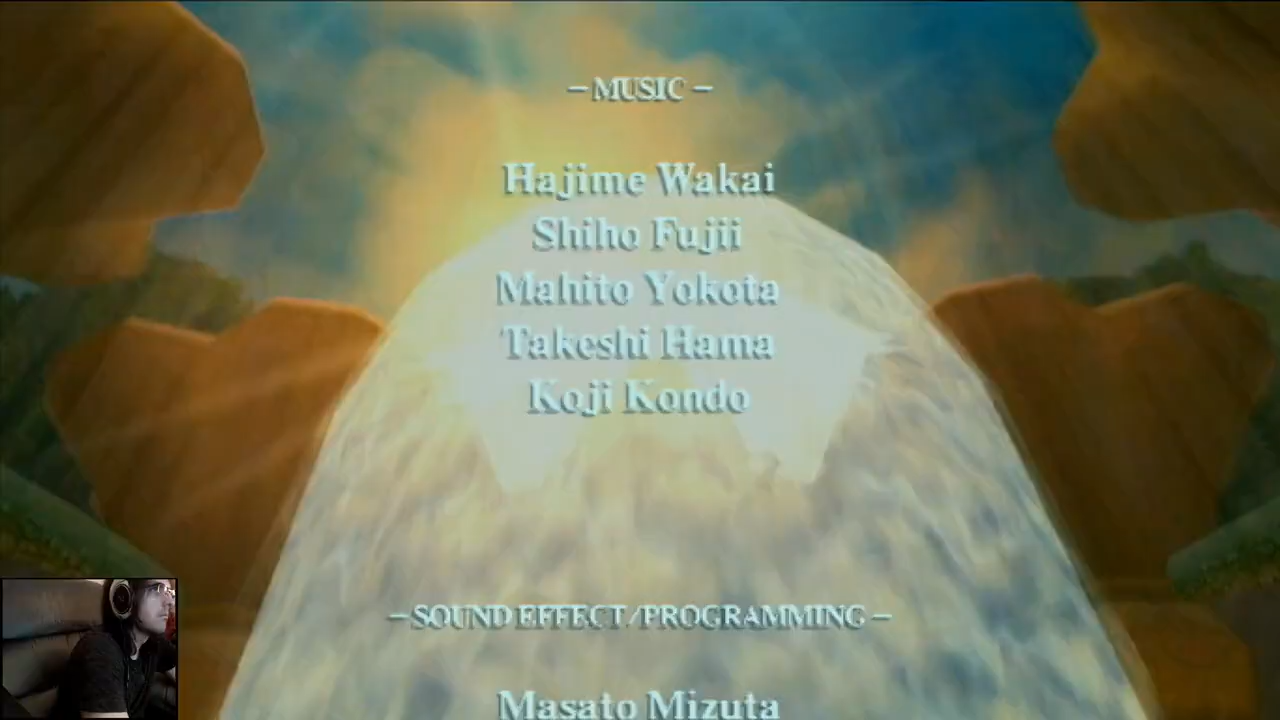 – MUSIC –
Hajime Wakai
Shiho Fujii
Mahito Yokota
Takeshi Hama
Koji Kondo
– SOUND EFFECT/PROGRAMMING –
Masato Mizuta